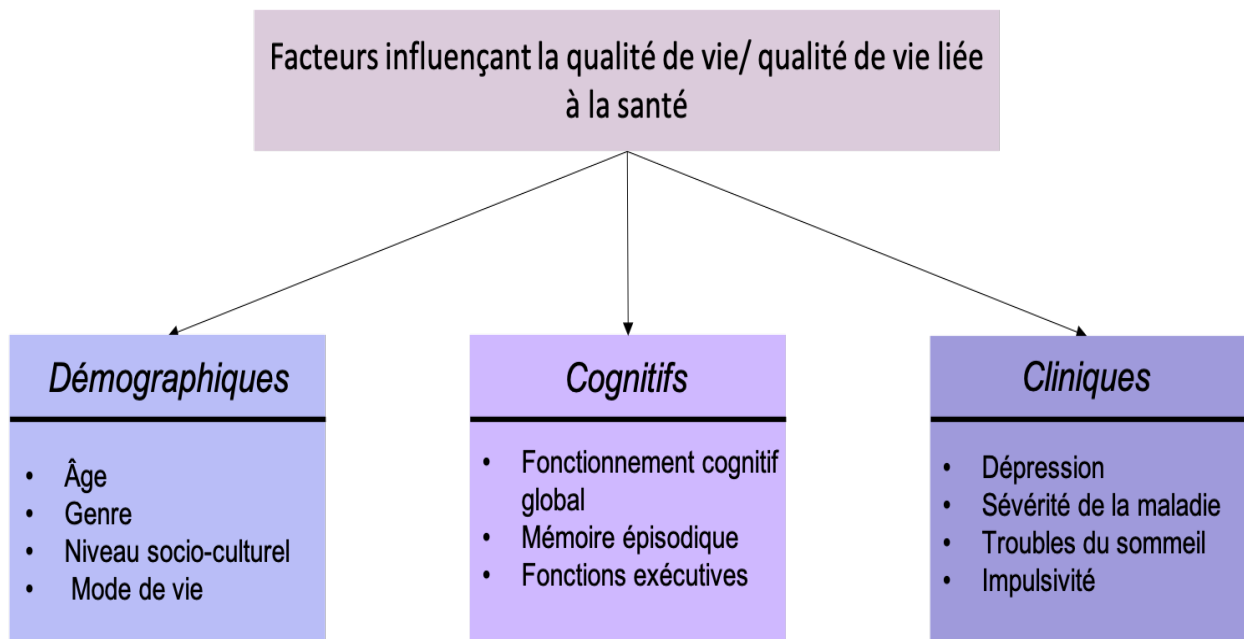 Facteurs influençant la qualité de vie/ qualité de vie liée
à la santé
Démographiques
• Âge
• Genre
• Niveau socio-culturel
• Mode de vie
Cognitifs
• Fonctionnement cognitif
global
• Mémoire épisodique
• Fonctions exécutives
Cliniques
• Dépression
• Sévérité de la maladie
• Troubles du sommeil
• Impulsivité